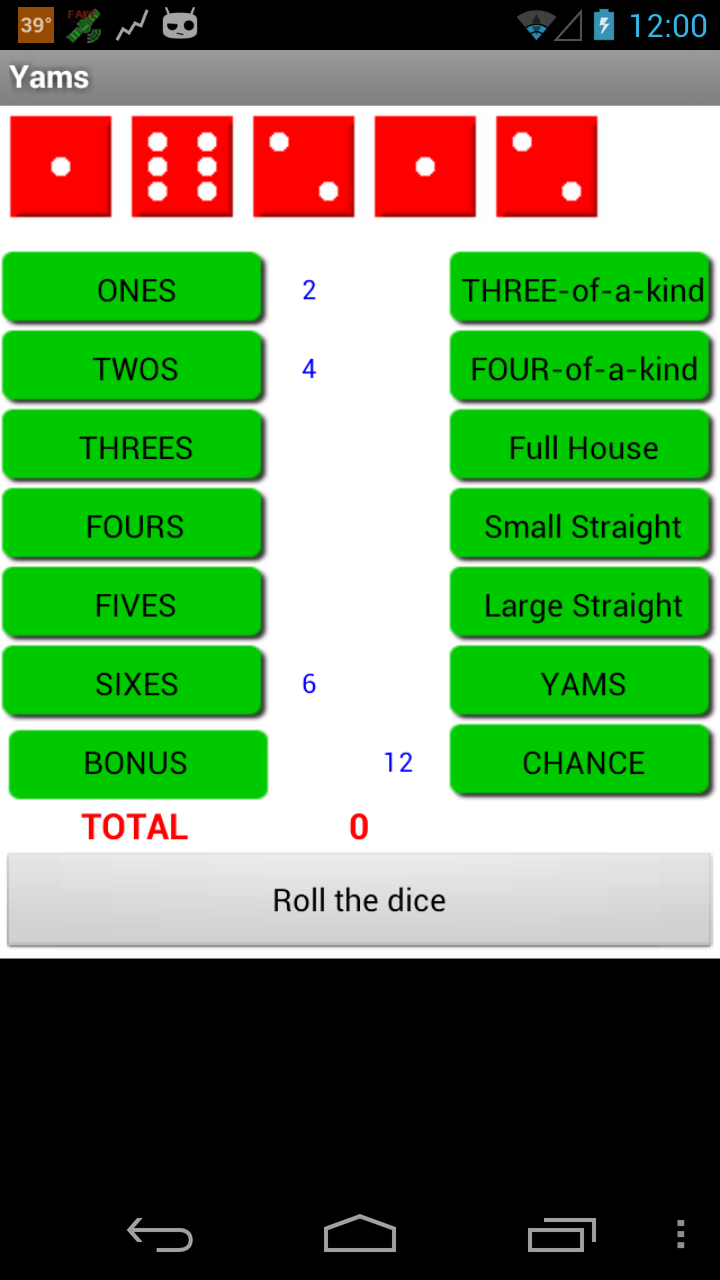 39°
FAKE
12:00
Yams
ONES 2 THREE-of-a-kind
TWOS 4 FOUR-of-a-kind
THREES Full House
FOURS Small Straight
FIVES Large Straight
SIXES 6 YAMS
BONUS 12 CHANCE
TOTAL 0
Roll the dice